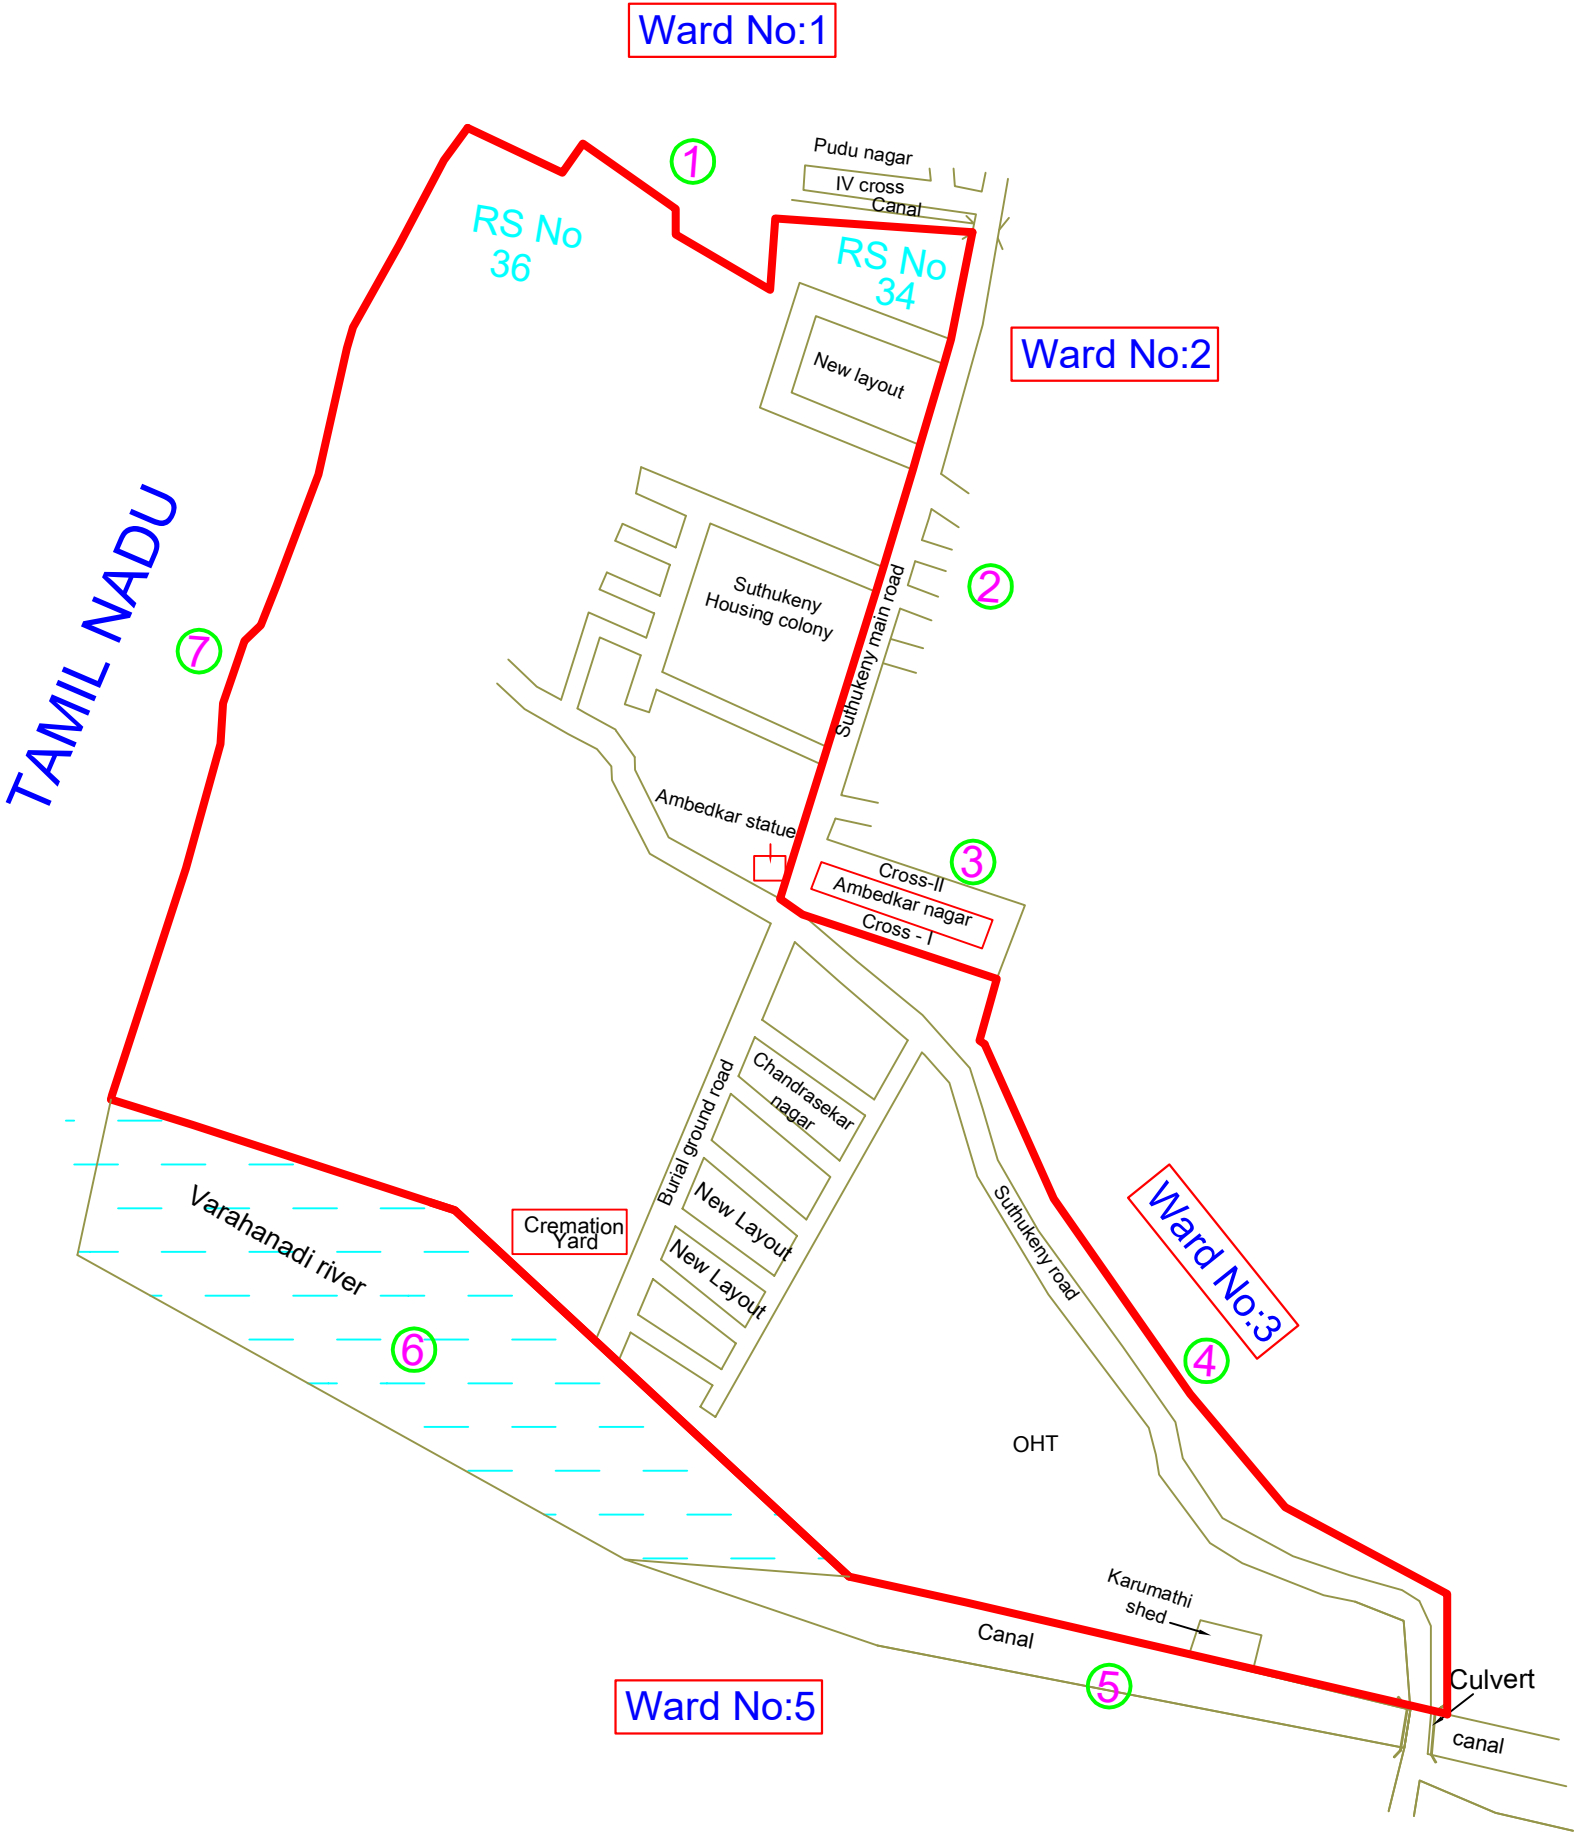 Ward No:1
1
Pudu nagar
IV cross
Canal
RS No
36
RS No
34
Ward No:2
New layout
TAMIL NADU
Suthukeny
Housing colony
Suthukeny main road
2
7
Ambedkar statue
3
Cross-II
Ambedkar nagar
Cross - I
Chandrasekar
nagar
Burial ground road
Varahanadi river
Cremation
Yard
New Layout
New Layout
Suthukeny road
Ward No:3
6
4
OHT
Karumathi
shed
Canal
5
Culvert
canal
Ward No:5